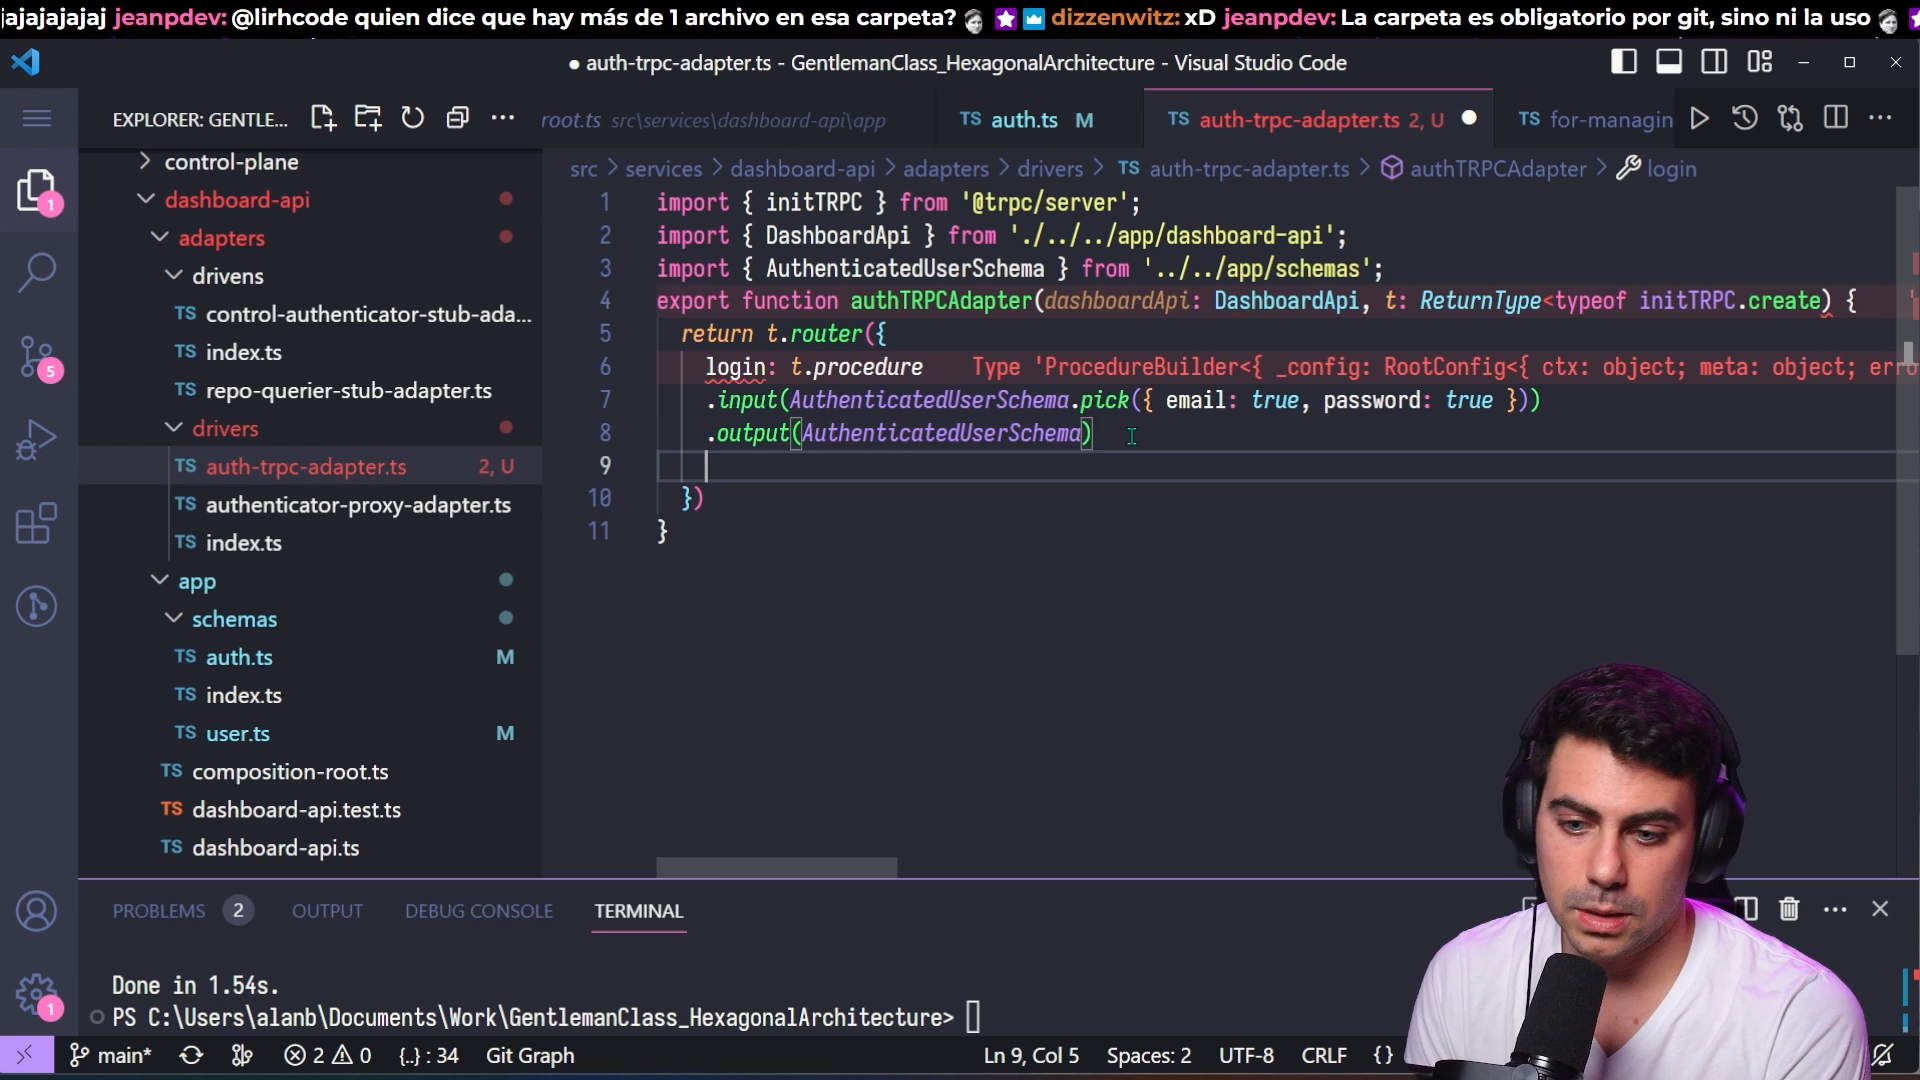 jajajajajaj jeanpdev: @lirhcode quien dice que hay más de 1 archivo en esa carpeta? dizzenwitz: xD jeanpdev: La carpeta es obligatorio por git, sino ni la uso
● auth-trpc-adapter.ts - GentlemanClass_HexagonalArchitecture - Visual Studio Code
EXPLORER: GENTLE...
root.ts src\services\dashboard-api\app
TS auth.ts M
TS auth-trpc-adapter.ts 2, U ●
TS for-managin
src > services > dashboard-api > adapters > drivers > TS auth-trpc-adapter.ts > authTRPCAdapter > login
control-plane
dashboard-api
adapters
drivens
TS control-authenticator-stub-ada...
TS index.ts
TS repo-querier-stub-adapter.ts
drivers
TS auth-trpc-adapter.ts 2, U
TS authenticator-proxy-adapter.ts
TS index.ts
app
schemas
TS auth.ts M
TS index.ts
TS user.ts M
TS composition-root.ts
TS dashboard-api.test.ts
TS dashboard-api.ts
1
5
1
1 import { initTRPC } from '@trpc/server';
2 import { DashboardApi } from './../../app/dashboard-api';
3 import { AuthenticatedUserSchema } from '../../app/schemas';
4 export function authTRPCAdapter(dashboardApi: DashboardApi, t: ReturnType<typeof initTRPC.create) {
5 return t.router({
6 login: t.procedure Type 'ProcedureBuilder<{ _config: RootConfig<{ ctx: object; meta: object; erro
7 .input(AuthenticatedUserSchema.pick({ email: true, password: true }))
8 .output(AuthenticatedUserSchema)
9
10 })
11 }
PROBLEMS 2 OUTPUT DEBUG CONSOLE TERMINAL
Done in 1.54s.
PS C:\Users\alanb\Documents\Work\GentlemanClass_HexagonalArchitecture>
main* 2 0 {..} : 34 Git Graph Ln 9, Col 5 Spaces: 2 UTF-8 CRLF {}